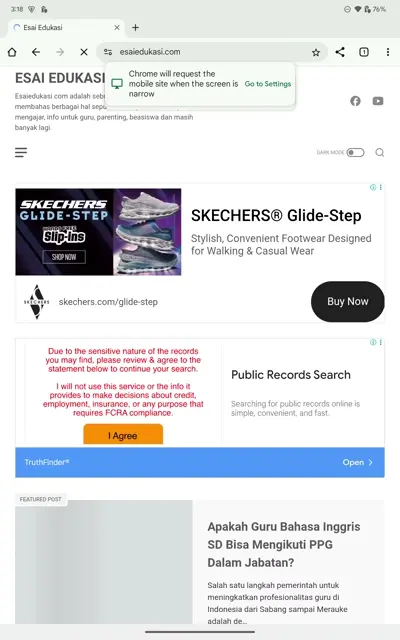 3:18
76%
Esai Edukasi
esaiedukasi.com
1
ESAI EDUKASI
Chrome will request the
mobile site when the screen is
narrow
Go to Settings
Esaiedukasi.com adalah
membahas berbagai hal
mengajar, info untuk guru, parenting, beasiswa dan masih
banyak lagi.
DARK MODE
SKECHERS
GLIDE-STEP
Slip-ins
SHOP NOW
SKECHERS® Glide-Step
Stylish, Convenient Footwear Designed
for Walking & Casual Wear
SKECHERS
skechers.com/glide-step
Buy Now
Due to the sensitive nature of the records
you may find, please review & agree to the
statement below to continue your search.
I will not use this service or the info it
provides to make decisions about credit,
employment, insurance, or any purpose that
requires FCRA compliance.
I Agree
Public Records Search
Searching for public records online is
simple, convenient, and fast.
TruthFinder®
Open
FEATURED POST
Apakah Guru Bahasa Inggris
SD Bisa Mengikuti PPG
Dalam Jabatan?
Salah satu langkah pemerintah untuk
meningkatkan profesionalitas guru di
Indonesia dari Sabang sampai Merauke
adalah de...